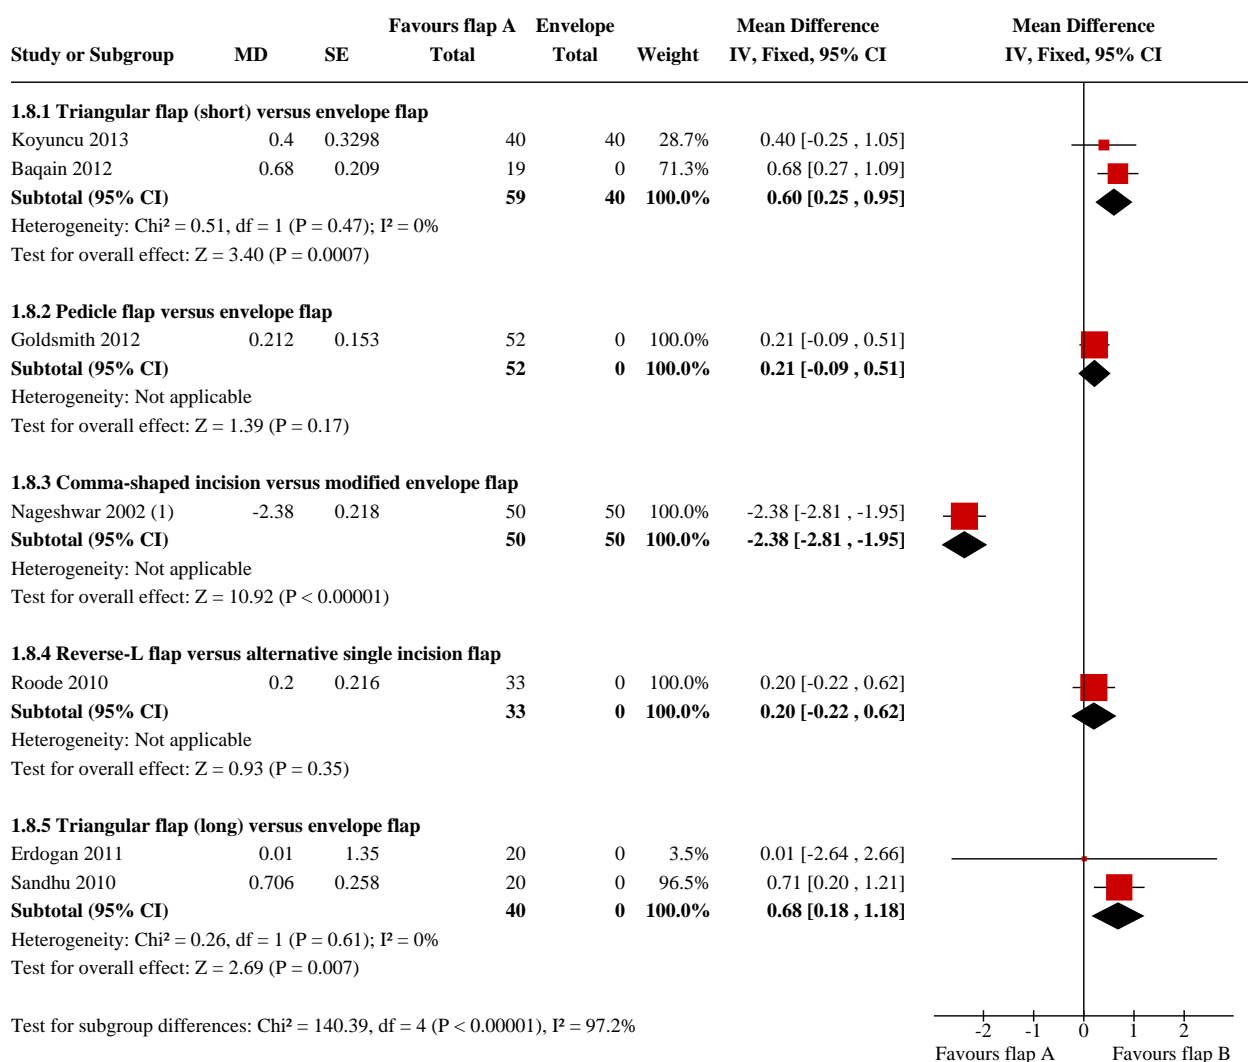 Favours flap A Envelope Mean Difference Mean Difference
Study or Subgroup MD SE Total Total Weight IV, Fixed, 95% CI IV, Fixed, 95% CI
1.8.1 Triangular flap (short) versus envelope flap
Koyuncu 2013 0.4 0.3298 40 40 28.7% 0.40 [-0.25 , 1.05]
Baqain 2012 0.68 0.209 19 0 71.3% 0.68 [0.27 , 1.09]
Subtotal (95% CI) 59 40 100.0% 0.60 [0.25 , 0.95]
Heterogeneity: Chi² = 0.51, df = 1 (P = 0.47); I² = 0%
Test for overall effect: Z = 3.40 (P = 0.0007)
1.8.2 Pedicle flap versus envelope flap
Goldsmith 2012 0.212 0.153 52 0 100.0% 0.21 [-0.09 , 0.51]
Subtotal (95% CI) 52 0 100.0% 0.21 [-0.09 , 0.51]
Heterogeneity: Not applicable
Test for overall effect: Z = 1.39 (P = 0.17)
1.8.3 Comma-shaped incision versus modified envelope flap
Nageshwar 2002 (1) -2.38 0.218 50 50 100.0% -2.38 [-2.81 , -1.95]
Subtotal (95% CI) 50 50 100.0% -2.38 [-2.81 , -1.95]
Heterogeneity: Not applicable
Test for overall effect: Z = 10.92 (P < 0.00001)
1.8.4 Reverse-L flap versus alternative single incision flap
Roode 2010 0.2 0.216 33 0 100.0% 0.20 [-0.22 , 0.62]
Subtotal (95% CI) 33 0 100.0% 0.20 [-0.22 , 0.62]
Heterogeneity: Not applicable
Test for overall effect: Z = 0.93 (P = 0.35)
1.8.5 Triangular flap (long) versus envelope flap
Erdogan 2011 0.01 1.35 20 0 3.5% 0.01 [-2.64 , 2.66]
Sandhu 2010 0.706 0.258 20 0 96.5% 0.71 [0.20 , 1.21]
Subtotal (95% CI) 40 0 100.0% 0.68 [0.18 , 1.18]
Heterogeneity: Chi² = 0.26, df = 1 (P = 0.61); I² = 0%
Test for overall effect: Z = 2.69 (P = 0.007)
Test for subgroup differences: Chi² = 140.39, df = 4 (P < 0.00001), I² = 97.2%
-2 -1 0 1 2
Favours flap A Favours flap B